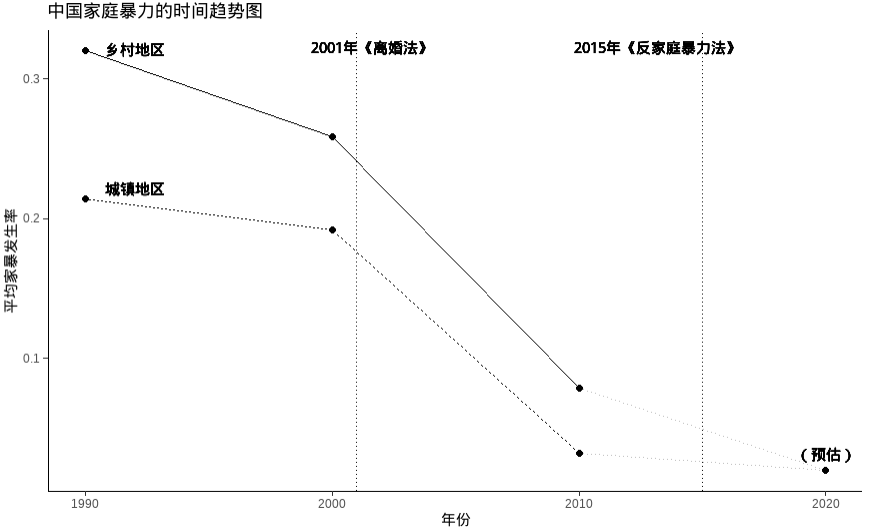 中国家庭暴力的时间趋势图
2001年《离婚法》
2015年《反家庭暴力法》
乡村地区
城镇地区
（预估）
平均家暴发生率
0.3
0.2
0.1
1990
2000
2010
2020
年份